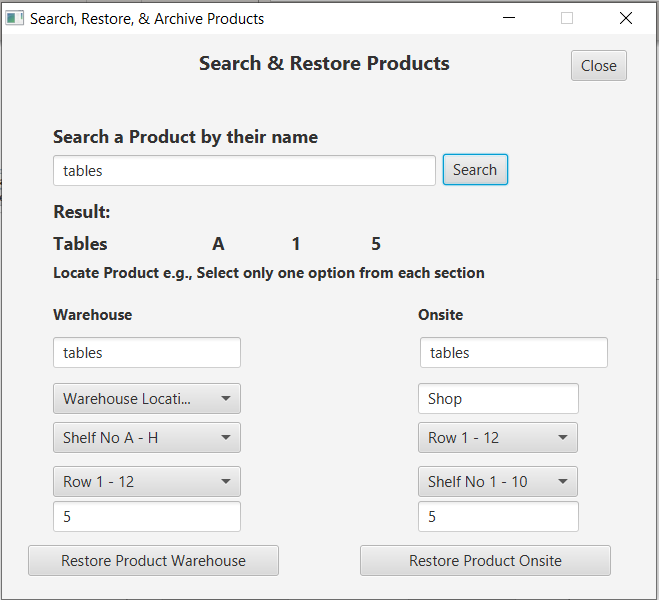 Search, Restore, & Archive Products
Search & Restore Products
Close
Search a Product by their name
tables
Search
Result:
Tables A 1 5
Locate Product e.g., Select only one option from each section
Warehouse Onsite
tables tables
Warehouse Locati... Shop
Shelf No A - H Row 1 - 12
Row 1 - 12 Shelf No 1 - 10
5 5
Restore Product Warehouse Restore Product Onsite